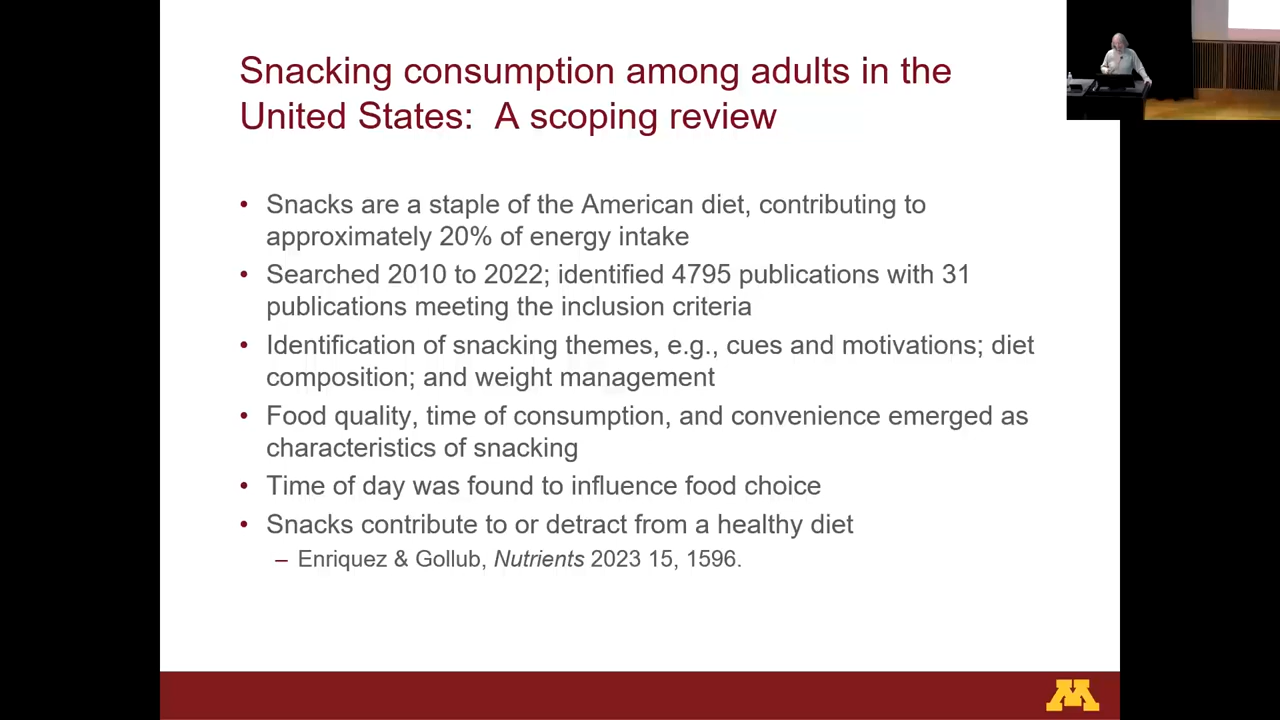 Snacking consumption among adults in the
United States: A scoping review
• Snacks are a staple of the American diet, contributing to
approximately 20% of energy intake
• Searched 2010 to 2022; identified 4795 publications with 31
publications meeting the inclusion criteria
• Identification of snacking themes, e.g., cues and motivations; diet
composition; and weight management
• Food quality, time of consumption, and convenience emerged as
characteristics of snacking
• Time of day was found to influence food choice
• Snacks contribute to or detract from a healthy diet
– Enriquez & Gollub, Nutrients 2023 15, 1596.
M